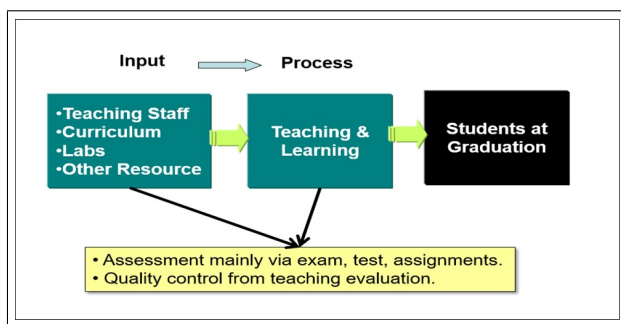 Input
Process
•Teaching Staff
•Curriculum
•Labs
•Other Resource
Teaching &
Learning
Students at
Graduation
• Assessment mainly via exam, test, assignments.
• Quality control from teaching evaluation.